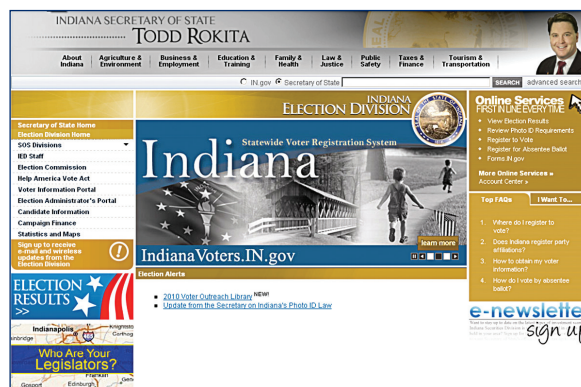 INDIANA SECRETARY OF STATE
TODD ROKITA
About Indiana
Agriculture & Environment
Business & Employment
Education & Training
Family & Health
Law & Justice
Public Safety
Taxes & Finance
Tourism & Transportation
IN.gov Secretary of State SEARCH advanced search
Secretary of State Home
Election Division Home
SOS Divisions
IED Staff
Election Commission
Help America Vote Act
Voter Information Portal
Election Administrator's Portal
Candidate Information
Campaign Finance
Statistics and Maps
Sign up to receive
e-mail and wireless
updates from the
Election Division
ELECTION
RESULTS
>>
Indianapolis
465
Knightsto
Carthag
Who Are Your
Legislators?
Franklin
Gosport
Edinburgh
INDIANA
ELECTION DIVISION
Statewide Voter Registration System
Indiana
learn more
IndianaVoters.IN.gov
Election Alerts
2010 Voter Outreach Library NEW!
Update from the Secretary on Indiana's Photo ID Law
Online Services
FIRST IN LINE EVERY TIME
View Election Results
Review Photo ID Requirements
Register to Vote
Register for Absentee Ballot
Forms.IN.gov
More Online Services »
Account Center »
Top FAQs
I Want To...
1. Where do I register to
vote?
2. Does Indiana register party
affiliations?
3. How to obtain my voter
information?
4. How do I vote by absentee
ballot?
e-newslette
sign up